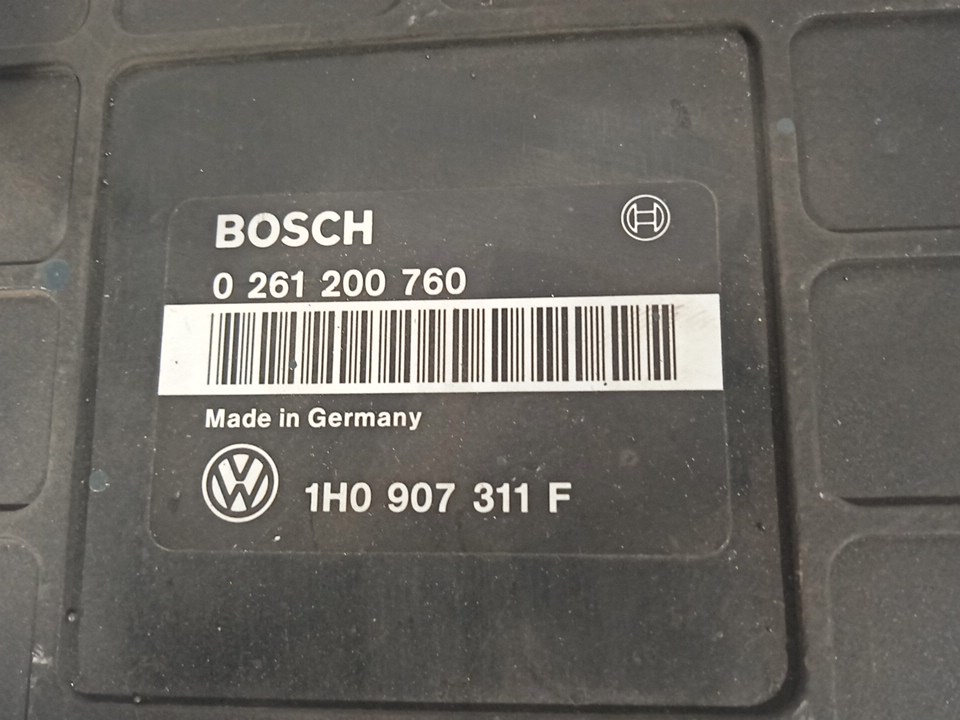 BOSCH
0 261 200 760
Made in Germany
1H0 907 311 F